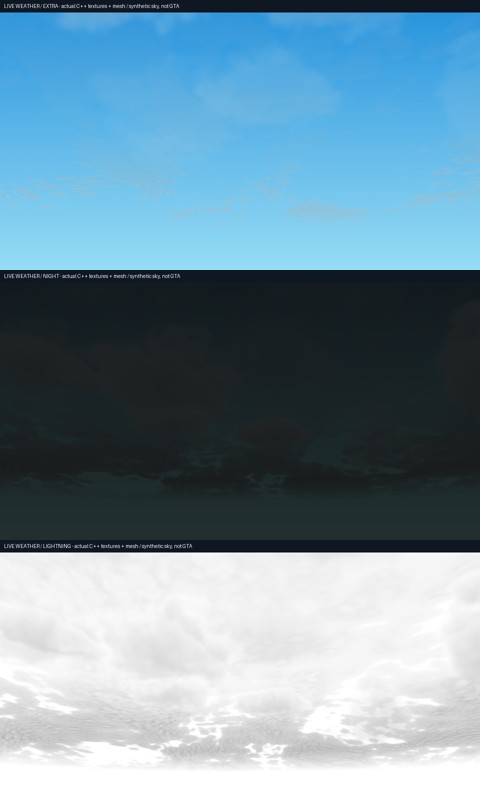 LIVE WEATHER / EXTRA - actual C++ textures + mesh / synthetic sky, not GTA
LIVE WEATHER / NIGHT - actual C++ textures + mesh / synthetic sky, not GTA
LIVE WEATHER / LIGHTNING - actual C++ textures + mesh / synthetic sky, not GTA